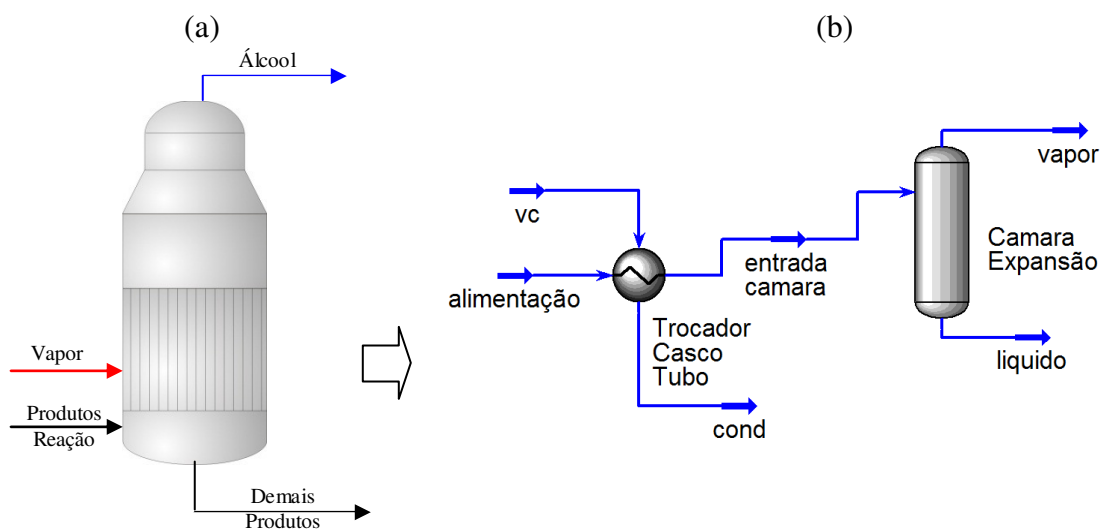 (a)
Álcool
Vapor
Produtos
Reação
Demais
Produtos
(b)
vc
alimentação
Trocador
Casco
Tubo
cond
entrada
camara
vapor
Camara
Expansão
liquido